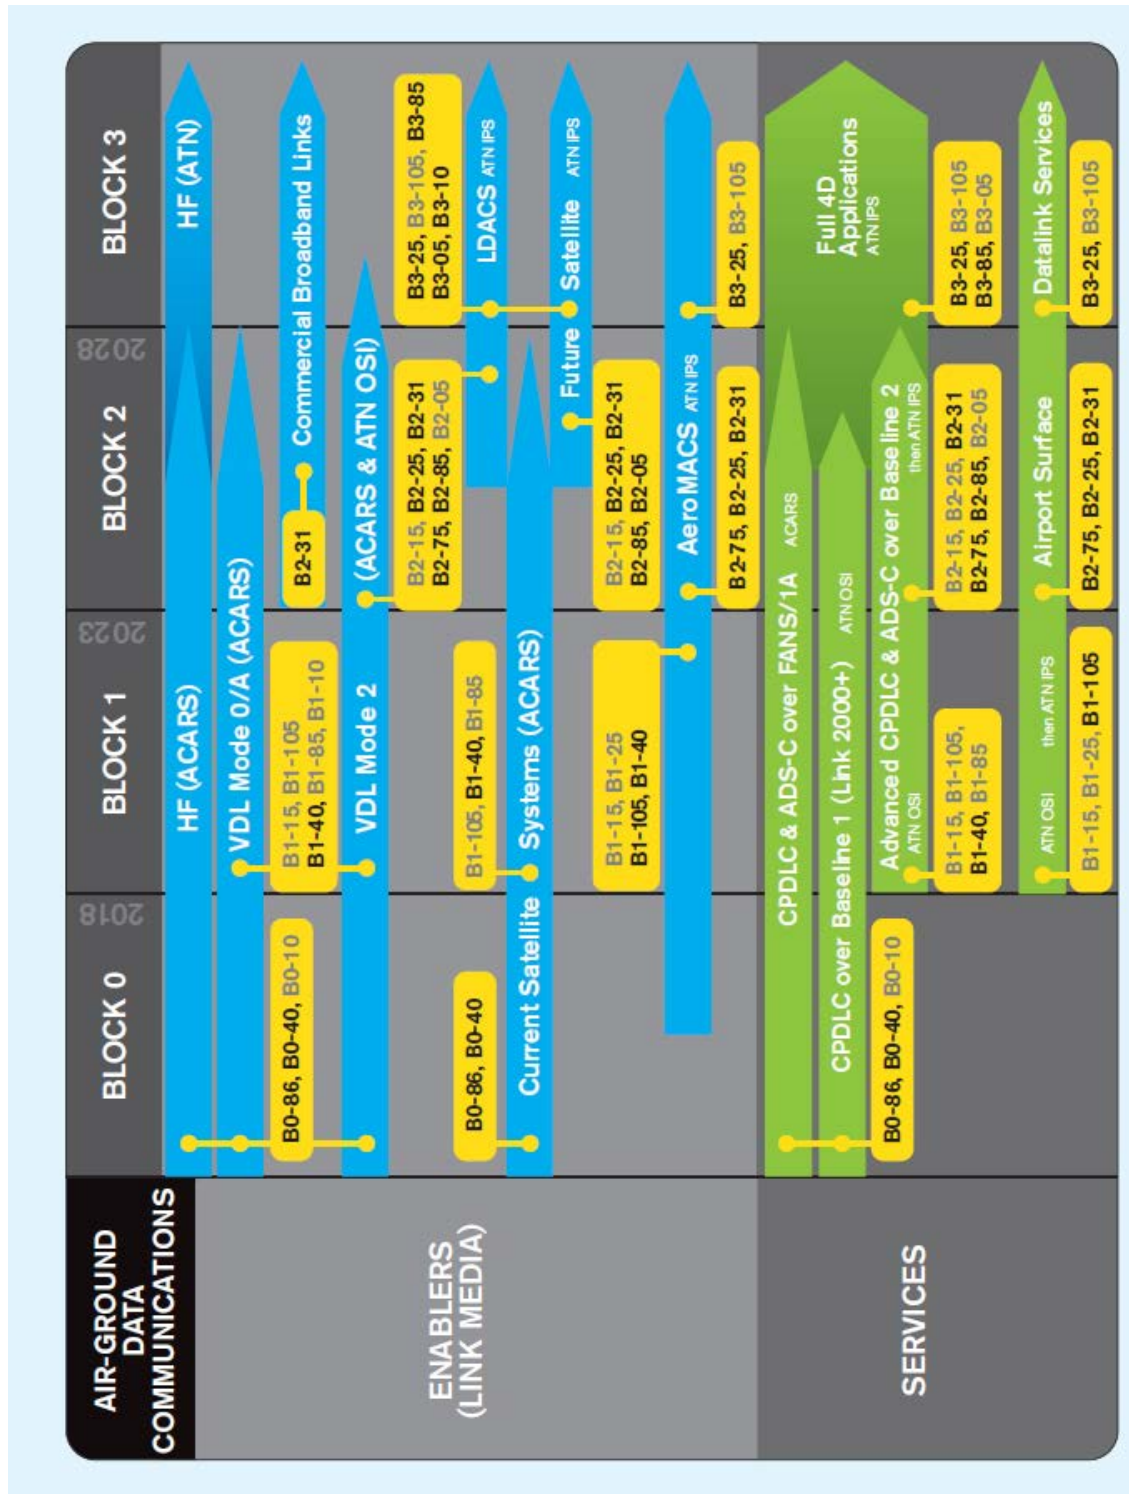 AIR-GROUND
DATA
COMMUNICATIONS
BLOCK 0
2018
BLOCK 1
2023
BLOCK 2
2028
BLOCK 3
ENABLERS
(LINK MEDIA)
HF (ACARS)
HF (ATN)
VDL Mode 0/A (ACARS)
B0-86, B0-40, B0-10
B1-15, B1-105
B1-40, B1-85, B1-10
B2-31
Commercial Broadband Links
VDL Mode 2
(ACARS & ATN OSI)
B0-86, B0-40
B1-105, B1-40, B1-85
B2-15, B2-25, B2-31
B2-75, B2-85, B2-05
B3-25, B3-105, B3-85
B3-05, B3-10
LDACS ATN IPS
Current Satellite
Systems (ACARS)
Future
Satellite
ATN IPS
B1-15, B1-25
B1-105, B1-40
B2-15, B2-25, B2-31
B2-85, B2-05
AeroMACS ATN IPS
B2-75, B2-25, B2-31
B3-25, B3-105
SERVICES
CPDLC & ADS-C over FANS/1A
ACARS
CPDLC over Baseline 1 (Link 2000+)
ATN OSI
Full 4D
Applications
ATN IPS
Advanced CPDLC & ADS-C over Baseline 2
ATN OSI
then ATN IPS
B0-86, B0-40, B0-10
B1-15, B1-105,
B1-40, B1-85
B2-15, B2-25, B2-31
B2-75, B2-85, B2-05
B3-25, B3-105
B3-85, B3-05
ATN OSI
then ATN IPS
Airport Surface
Datalink Services
B1-15, B1-25, B1-105
B2-75, B2-25, B2-31
B3-25, B3-105